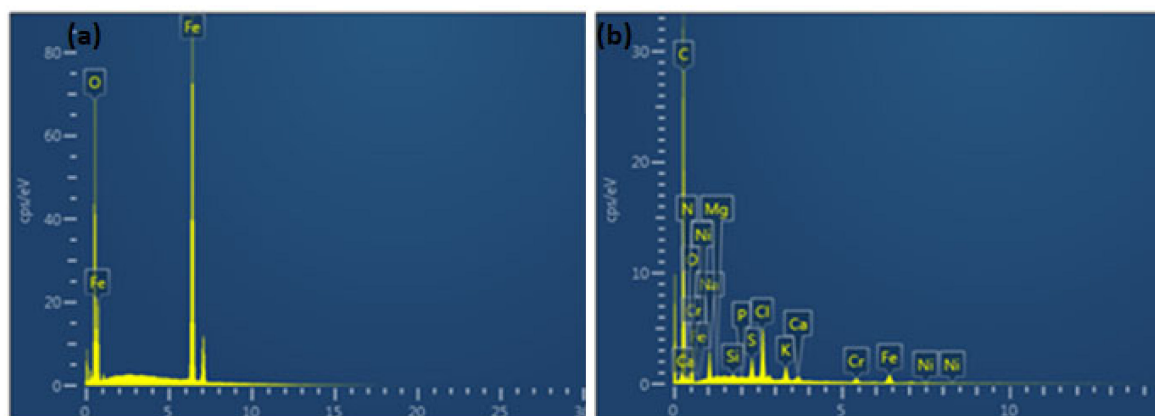 (a)
Fe
80
O
60
cps/eV
40
Fe
20
0
0 5 10 15 20 25
(b)
30
C
20
cps/eV
N Mg
Ni
O
10
Na
Cr
Fe
P Cl Ca
S
Si K
Ca Cr Fe Ni Ni
0
0 5 10